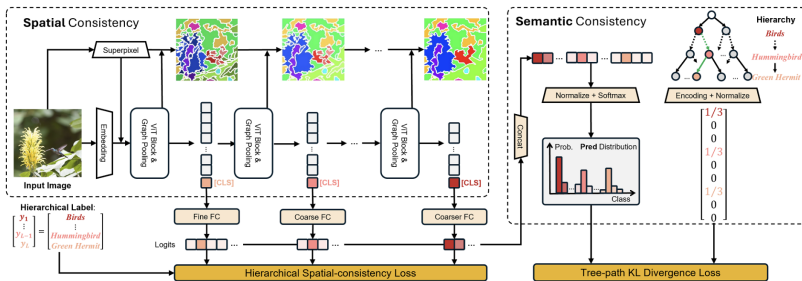 Spatial Consistency
Superpixel
Embedding
ViT Block &
Graph Pooling
ViT Block &
Graph Pooling
ViT Block &
Graph Pooling
...
...
Input Image
[CLS]
[CLS]
[CLS]
Hierarchical Label:
y₁
⋮
y_{L-1}
y_L
=
Birds
⋮
Hummingbird
Green Hermit
Fine FC
Coarse FC
Coarser FC
Logits
...
...
...
Hierarchical Spatial-consistency Loss
Concat
Semantic Consistency
... ... ...
Normalize + Softmax
Prob. Pred Distribution
...
...
Class
Hierarchy
Birds
Hummingbird
Green Hermit
...
...
Encoding + Normalize
1/3
0
0
1/3
0
0
1/3
0
0
Tree-path KL Divergence Loss